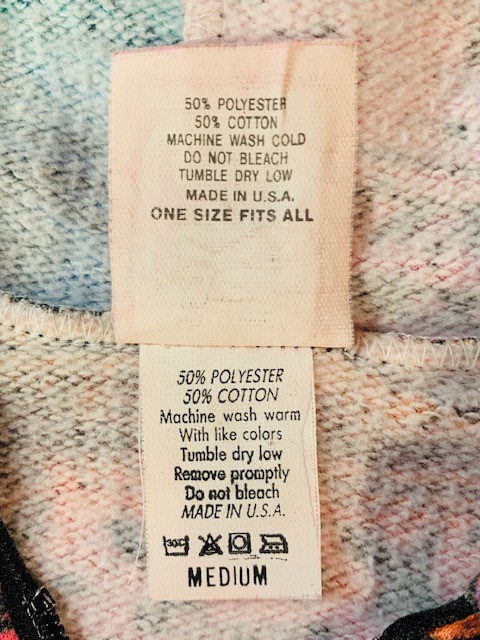 50% POLYESTER
50% COTTON
MACHINE WASH COLD
DO NOT BLEACH
TUMBLE DRY LOW
MADE IN U.S.A.
ONE SIZE FITS ALL
50% POLYESTER
50% COTTON
Machine wash warm
With like colors
Tumble dry low
Remove promptly
Do not bleach
MADE IN U.S.A.
30C
MEDIUM